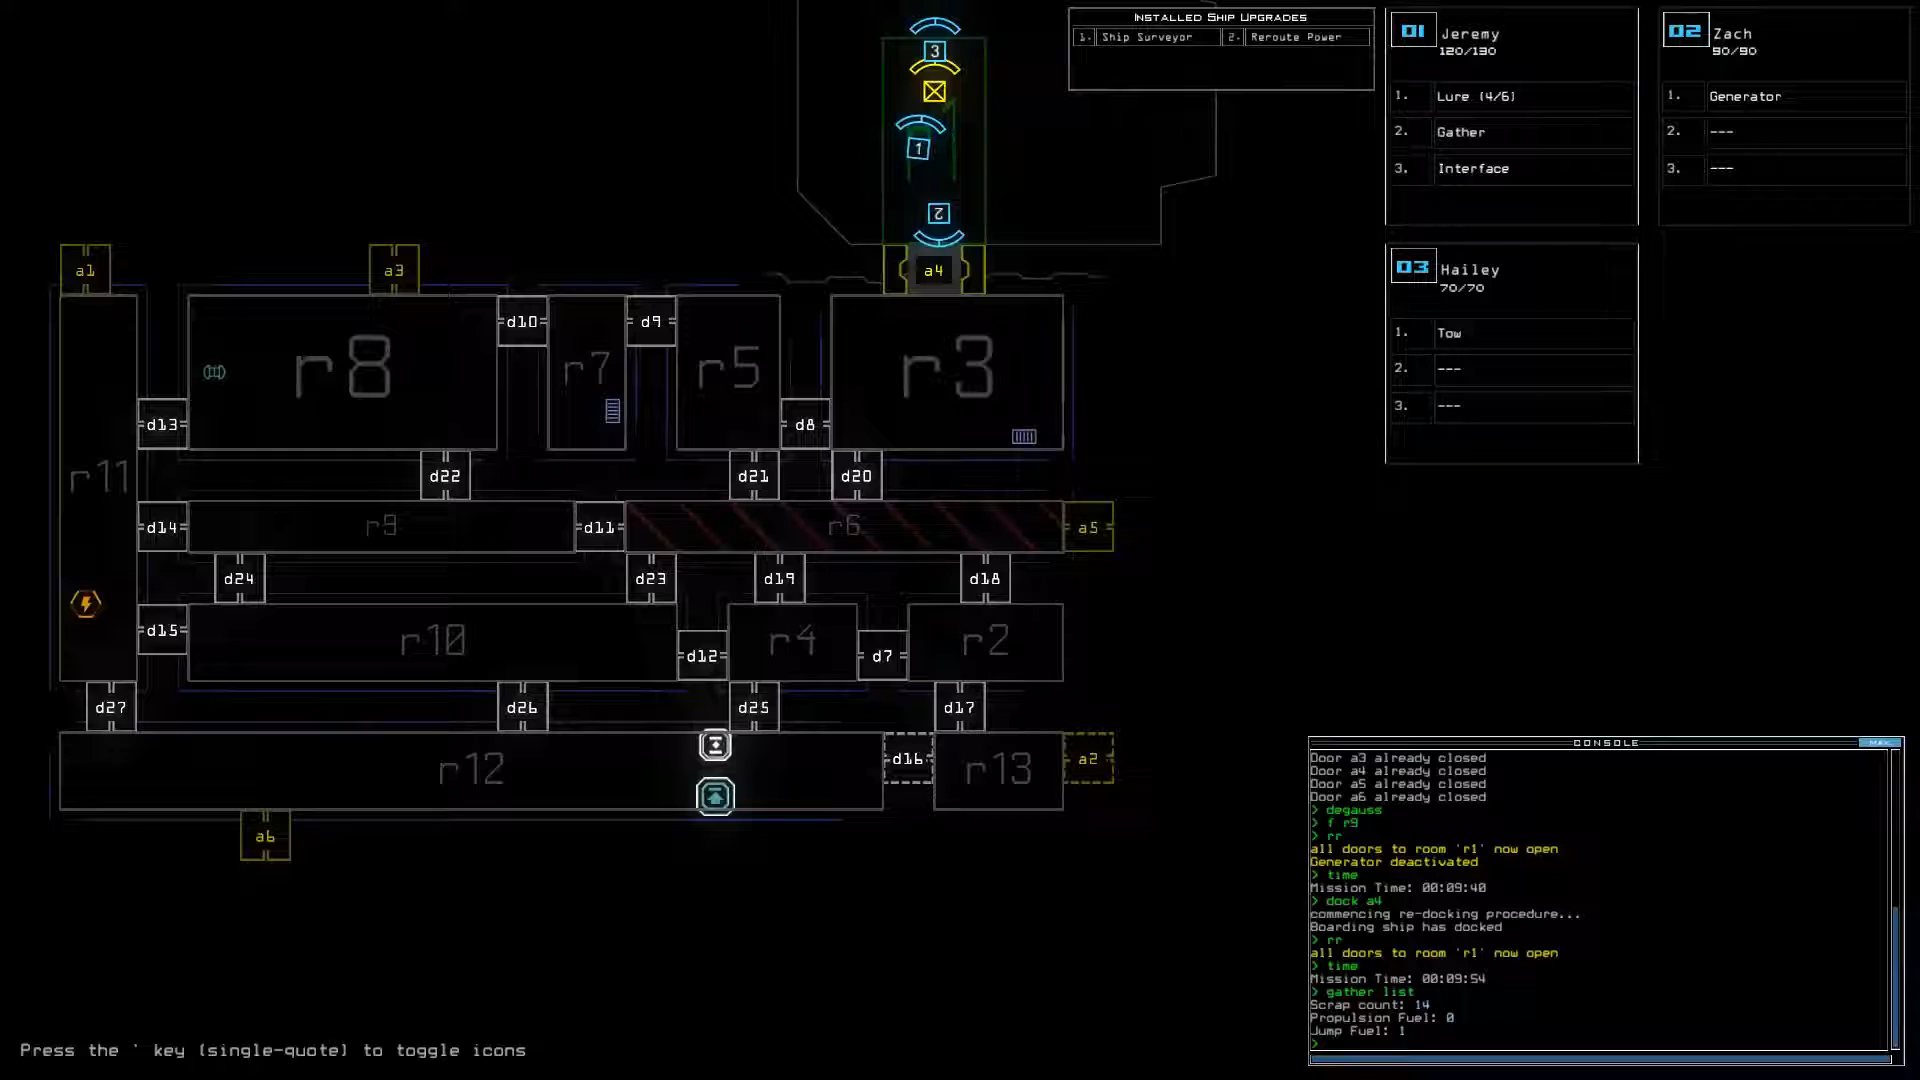 INSTALLED SHIP UPGRADES
1. Ship Surveyor 2. Reroute Power
01 Jeremy
120/130
1. Lure (4/6)
2. Gather
3. Interface
02 Zach
90/90
1. Generator
2. ---
3. ---
03 Hailey
70/70
1. Tow
2. ---
3. ---
3
1
2
a1
a3
a4
r8
d10
r7
d9
r5
r3
d13
d8
r11
d22
d21
d20
d14
r9
d11
r6
a5
d24
d23
d19
d18
d15
r10
d12
r4
d7
r2
d27
d26
d25
d17
r12
d16
r13
a2
a6
CONSOLE
Door a3 already closed
Door a4 already closed
Door a5 already closed
Door a6 already closed
> degauss
> f r9
> rr
all doors to room 'r1' now open
Generator deactivated
> time
Mission Time: 00:09:40
> dock a4
commencing re-docking procedure...
Boarding ship has docked
> rr
all doors to room 'r1' now open
> time
Mission Time: 00:09:54
> gather list
Scrap count: 14
Propulsion Fuel: 0
Jump Fuel: 1
>
Press the ' key (single-quote) to toggle icons